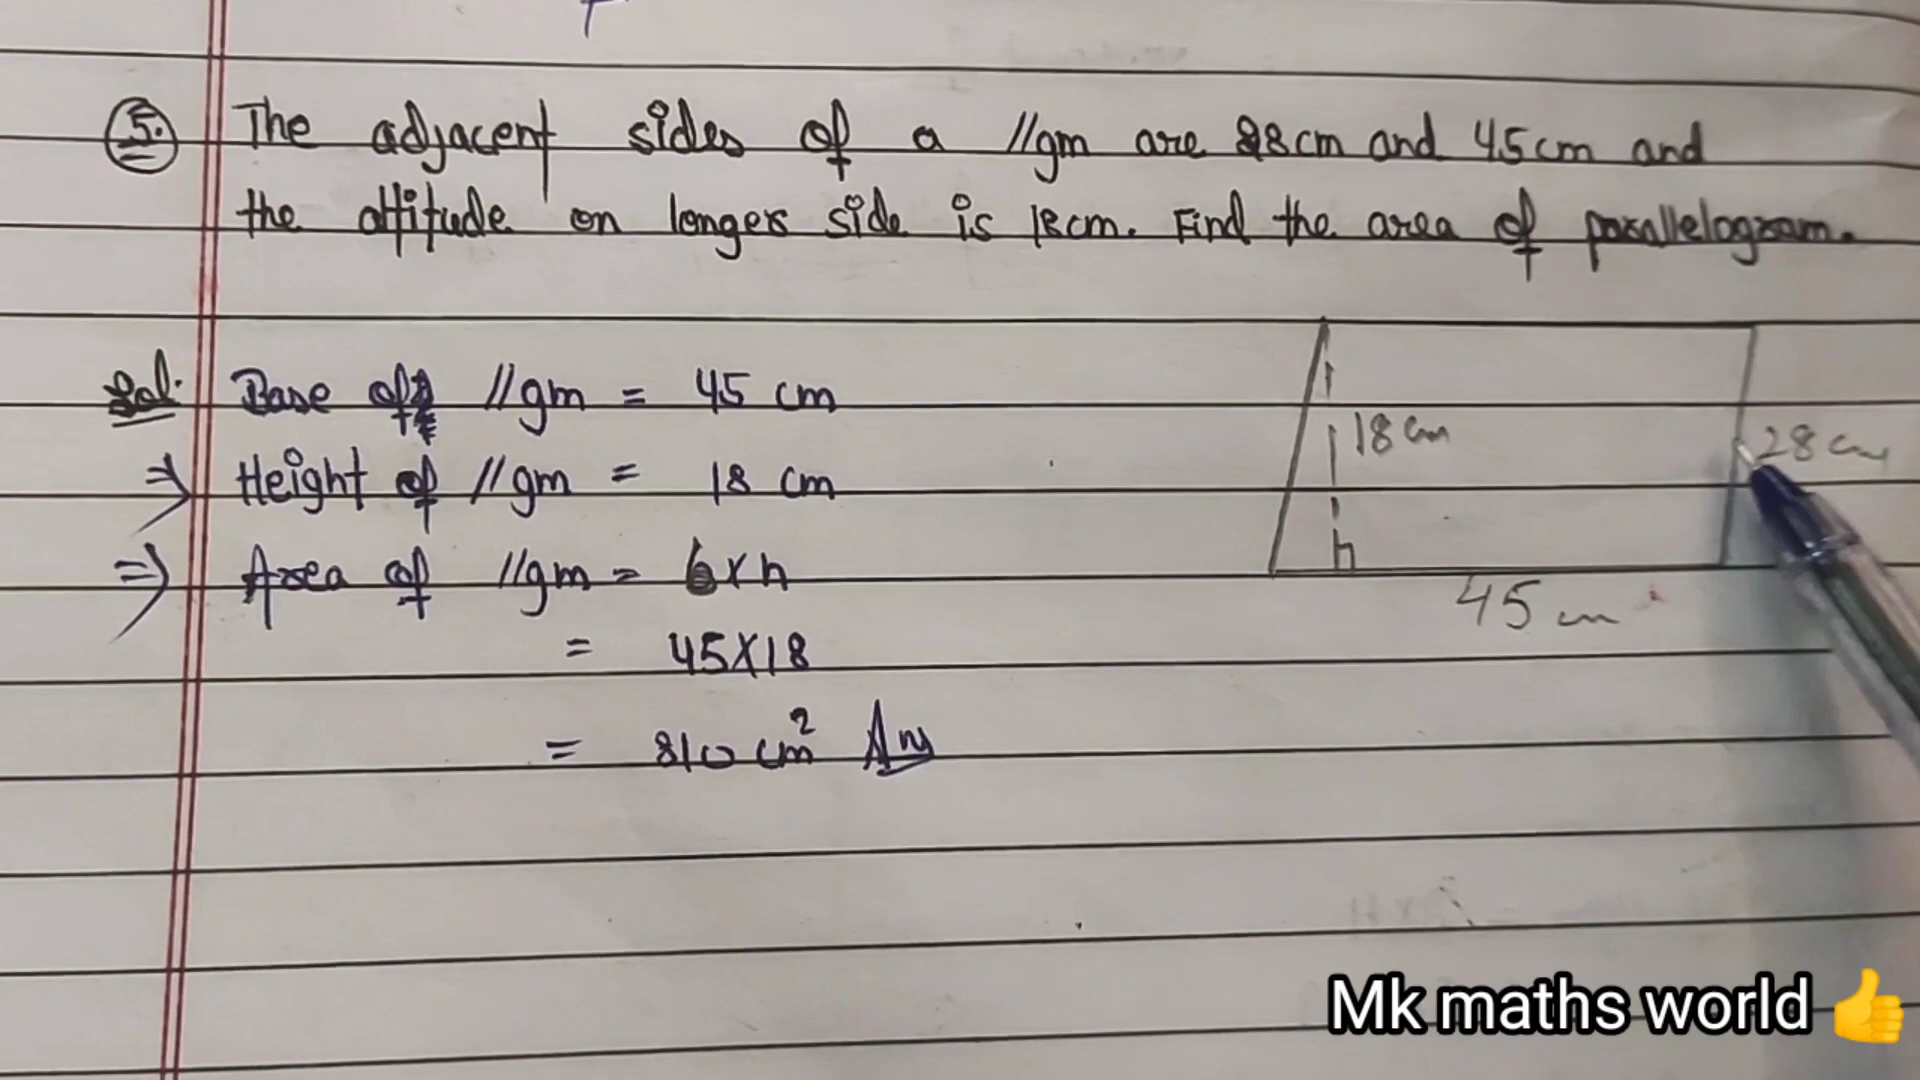 5. The adjacent sides of a //gm are 28cm and 45cm and
the altitude on longer side is 18cm. Find the area of parallelogram.
Sol. Base of //gm = 45 cm
⇒ Height of //gm = 18 cm
⇒ Area of //gm = b×h
= 45×18
= 810 cm² Ans
18 cm
28 cm
h
45 cm
Mk maths world 👍